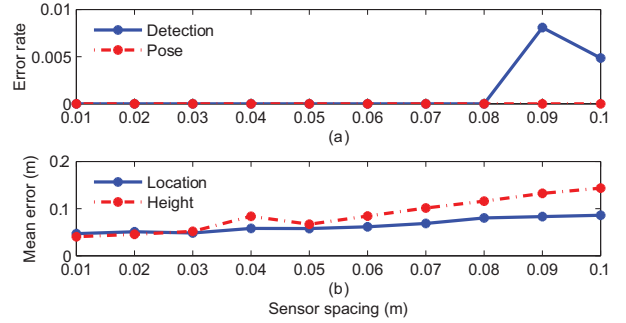 0.01
0.005
0
Error rate
Detection
Pose
0.01 0.02 0.03 0.04 0.05 0.06 0.07 0.08 0.09 0.1
(a)
0.2
0.1
0
Mean error (m)
Location
Height
0.01 0.02 0.03 0.04 0.05 0.06 0.07 0.08 0.09 0.1
(b)
Sensor spacing (m)